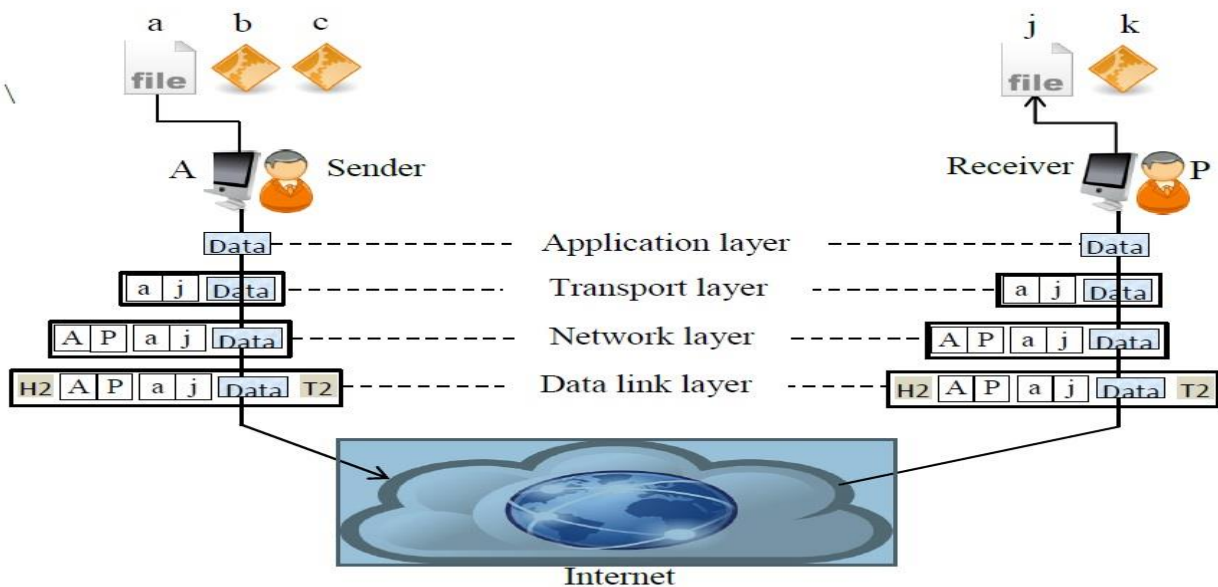 a b c j k
file file
\
A Sender Receiver P
Data Application layer Data
a j Data Transport layer a j Data
A P a j Data Network layer A P a j Data
H2 A P a j Data T2 Data link layer H2 A P a j Data T2
Internet